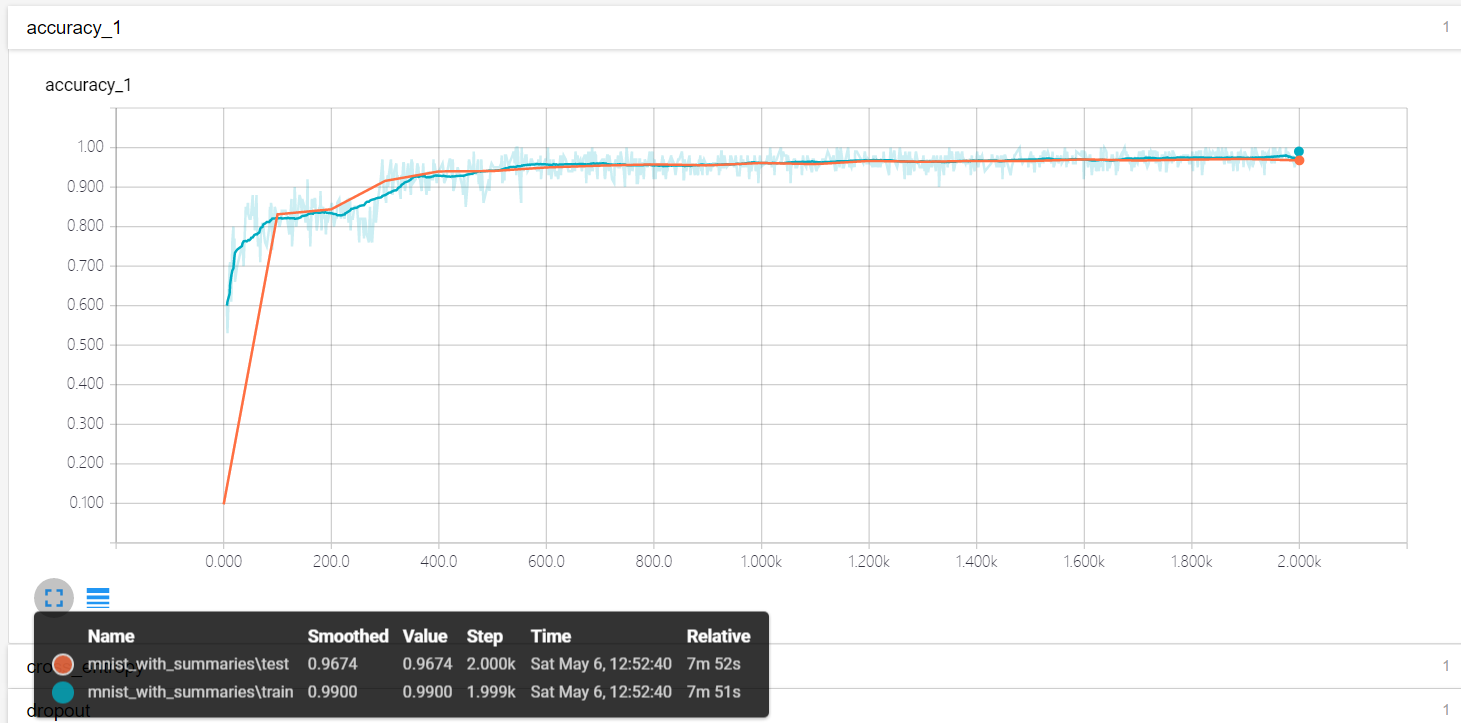 accuracy_1 1
accuracy_1
1.00
0.900
0.800
0.700
0.600
0.500
0.400
0.300
0.200
0.100
0.000 200.0 400.0 600.0 800.0 1.000k 1.200k 1.400k 1.600k 1.800k 2.000k
Name Smoothed Value Step Time Relative
cross_entropy 1
mnist_with_summaries\test 0.9674 0.9674 2.000k Sat May 6, 12:52:40 7m 52s
mnist_with_summaries\train 0.9900 0.9900 1.999k Sat May 6, 12:52:40 7m 51s
dropout 1